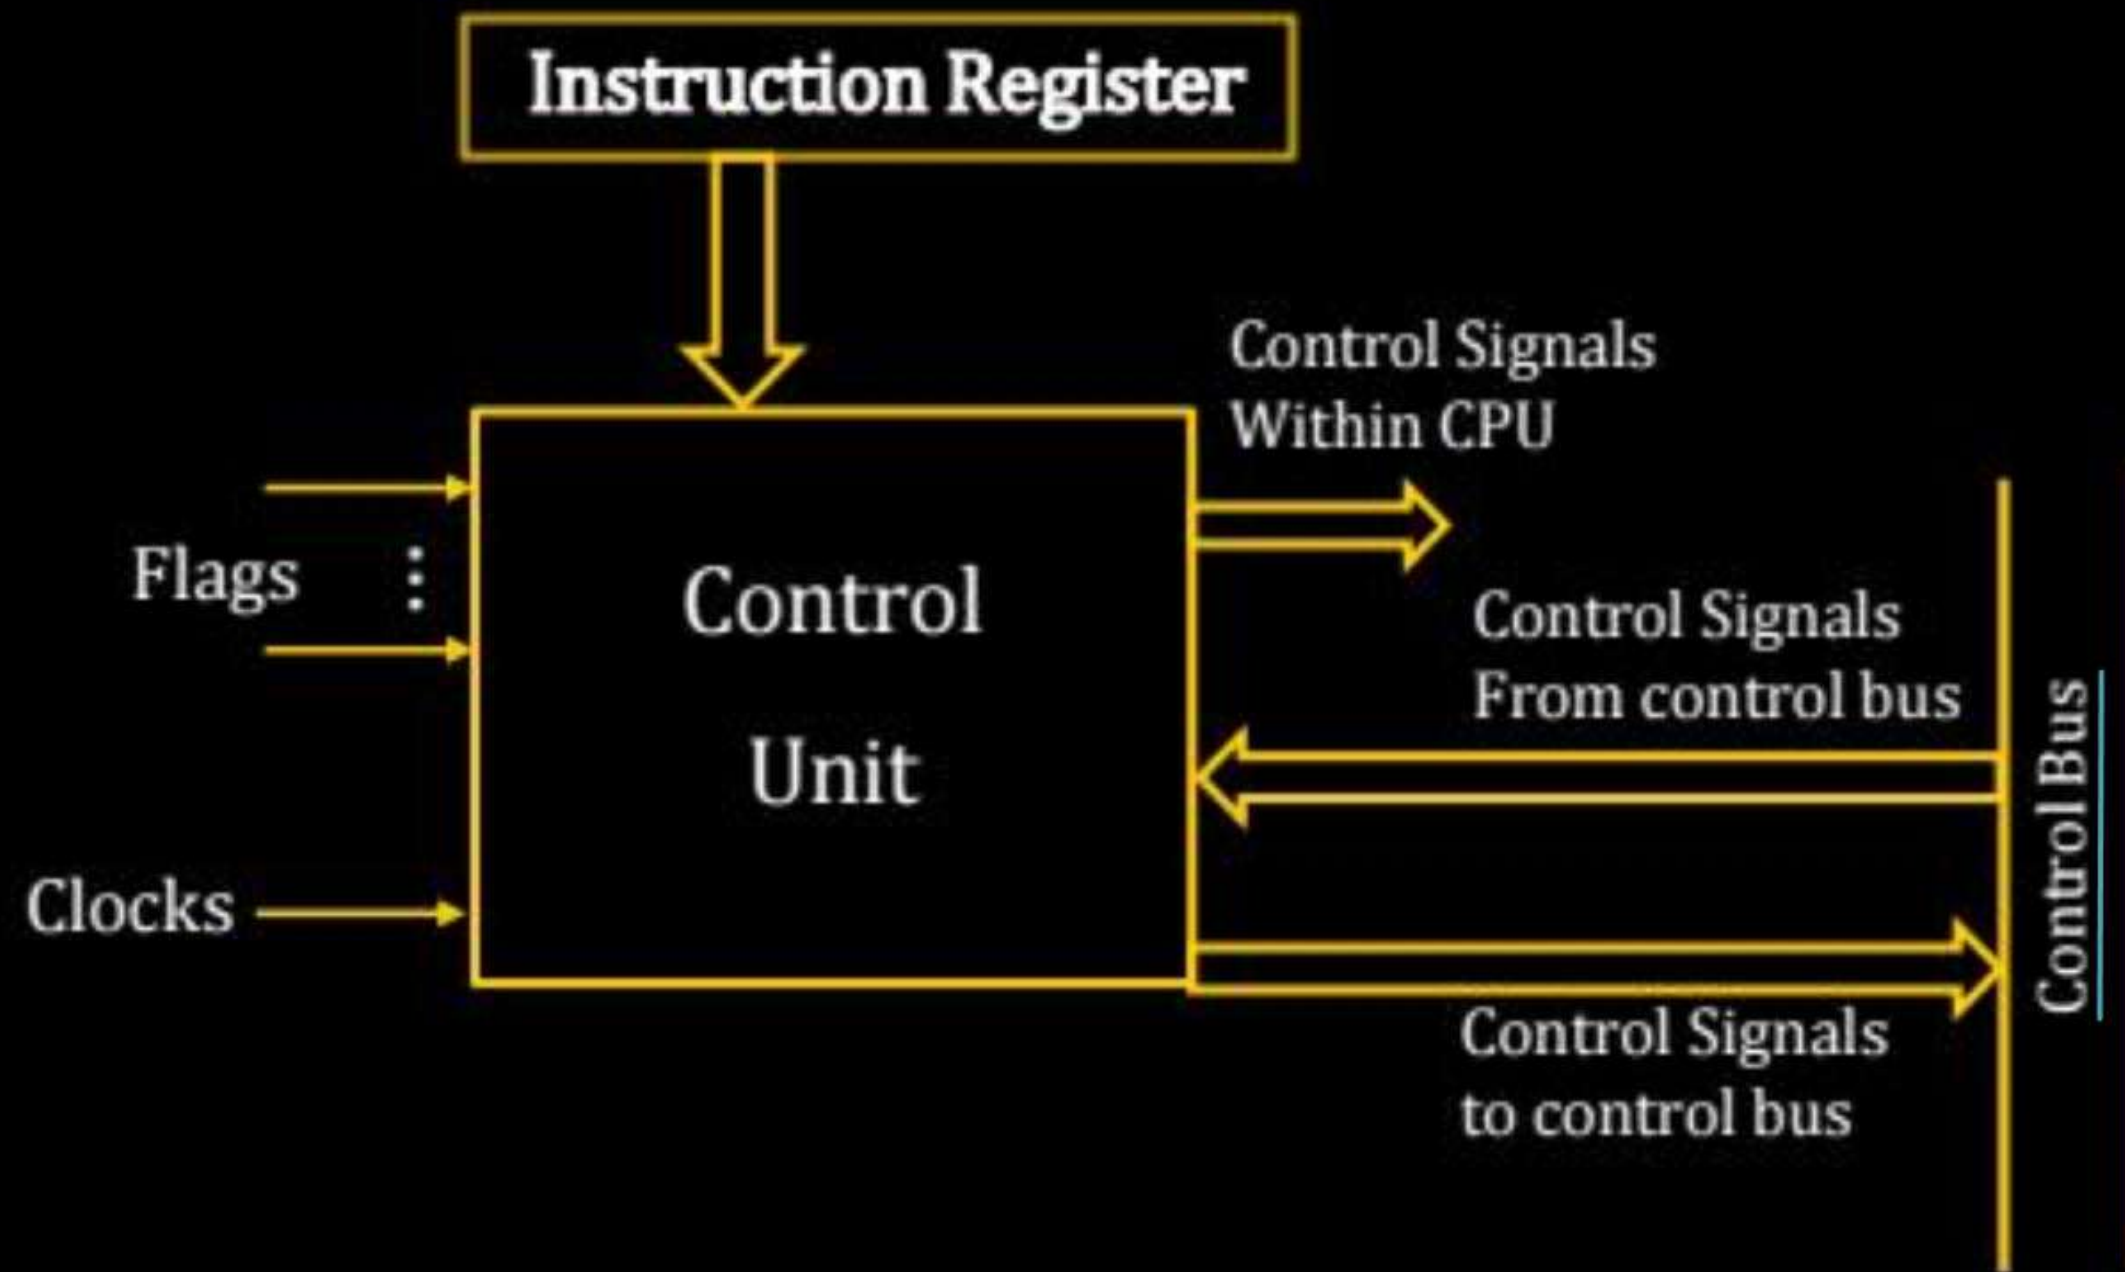 Instruction Register
Control Signals
Within CPU
Flags
Control
Unit
Control Signals
From control bus
Clocks
Control Signals
to control bus
Control Bus